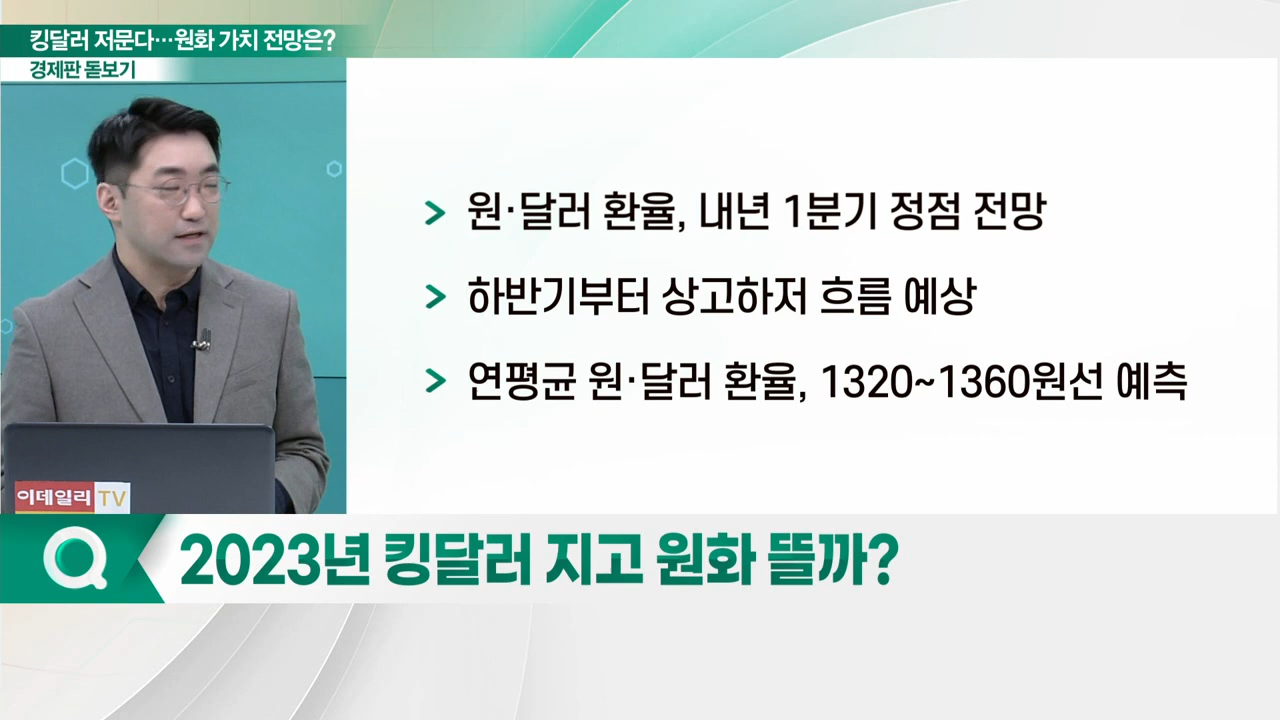 킹달러 저문다…원화 가치 전망은?
경제판 돋보기
> 원·달러 환율, 내년 1분기 정점 전망
> 하반기부터 상고하저 흐름 예상
> 연평균 원·달러 환율, 1320~1360원선 예측
이데일리 TV
Q 2023년 킹달러 지고 원화 뜰까?